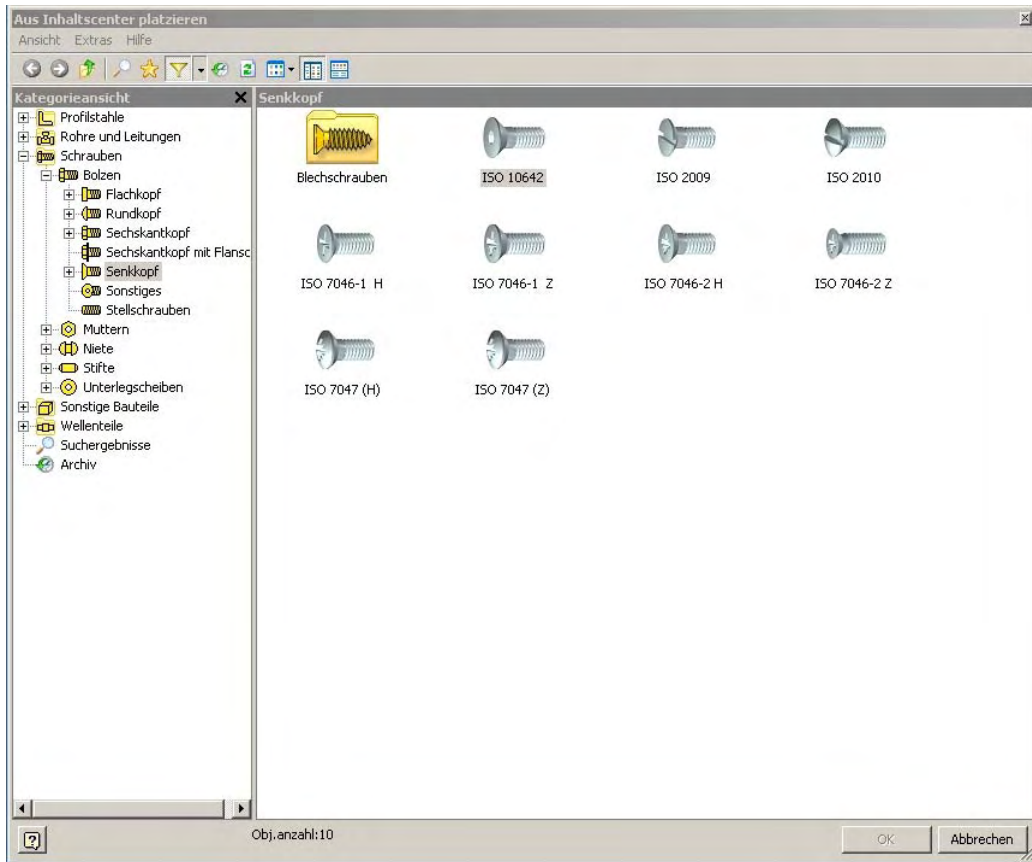 Aus Inhaltscenter platzieren
Ansicht Extras Hilfe
Kategorieansicht
Profilstahle
Rohre und Leitungen
Schrauben
Bolzen
Flachkopf
Rundkopf
Sechskantkopf
Sechskantkopf mit Flansc
Senkkopf
Sonstiges
Stellschrauben
Muttern
Niete
Stifte
Unterlegscheiben
Sonstige Bauteile
Wellenteile
Suchergebnisse
Archiv
Senkkopf
Blechschrauben ISO 10642 ISO 2009 ISO 2010
ISO 7046-1 H ISO 7046-1 Z ISO 7046-2 H ISO 7046-2 Z
ISO 7047 (H) ISO 7047 (Z)
Obj.anzahl:10
OK Abbrechen